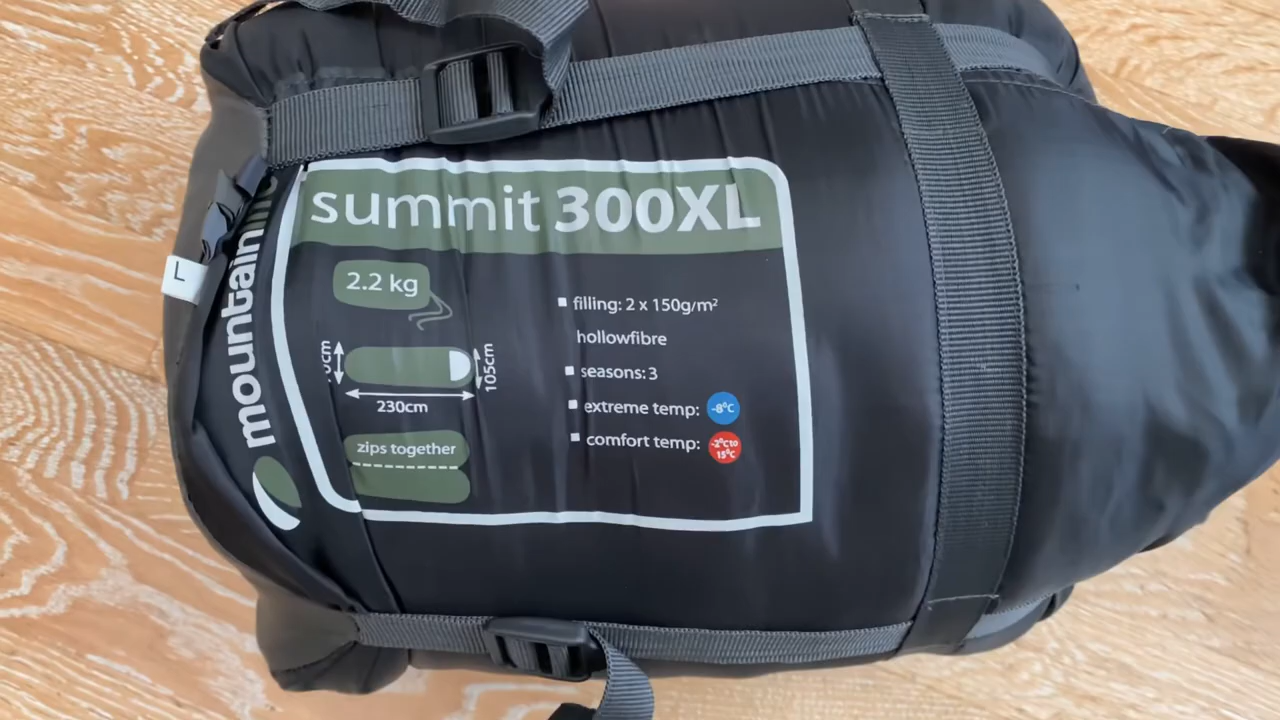 summit 300XL
2.2 kg
105cm
230cm
zips together
filling: 2 x 150g/m²
hollowfibre
seasons: 3
extreme temp: -8°C
comfort temp: -2°C to
15°C
mountain
L